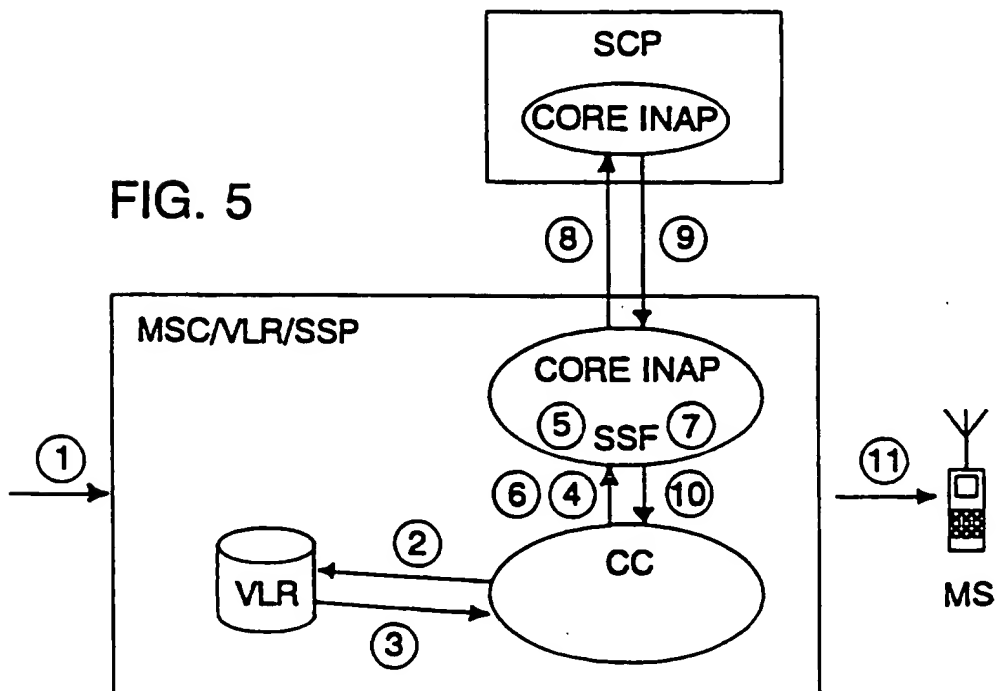 SCP
CORE INAP
FIG. 5
8 9
MSC/VLR/SSP
CORE INAP
5 SSF 7
1
6 4 10
11
2
CC
VLR
MS
3